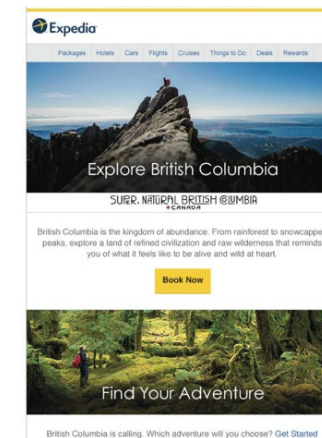 Expedia
Packages Hotels Cars Flights Cruises Things to Do Deals Rewards
Explore British Columbia
SUPER, NATURAL BRITISH COLUMBIA
CANADA
British Columbia is the kingdom of abundance. From rainforest to snowcapped
peaks, explore a land of refined civilization and raw wilderness that reminds
you of what it feels like to be alive and wild at heart.
Book Now
Find Your Adventure
British Columbia is calling. Which adventure will you choose? Get Started